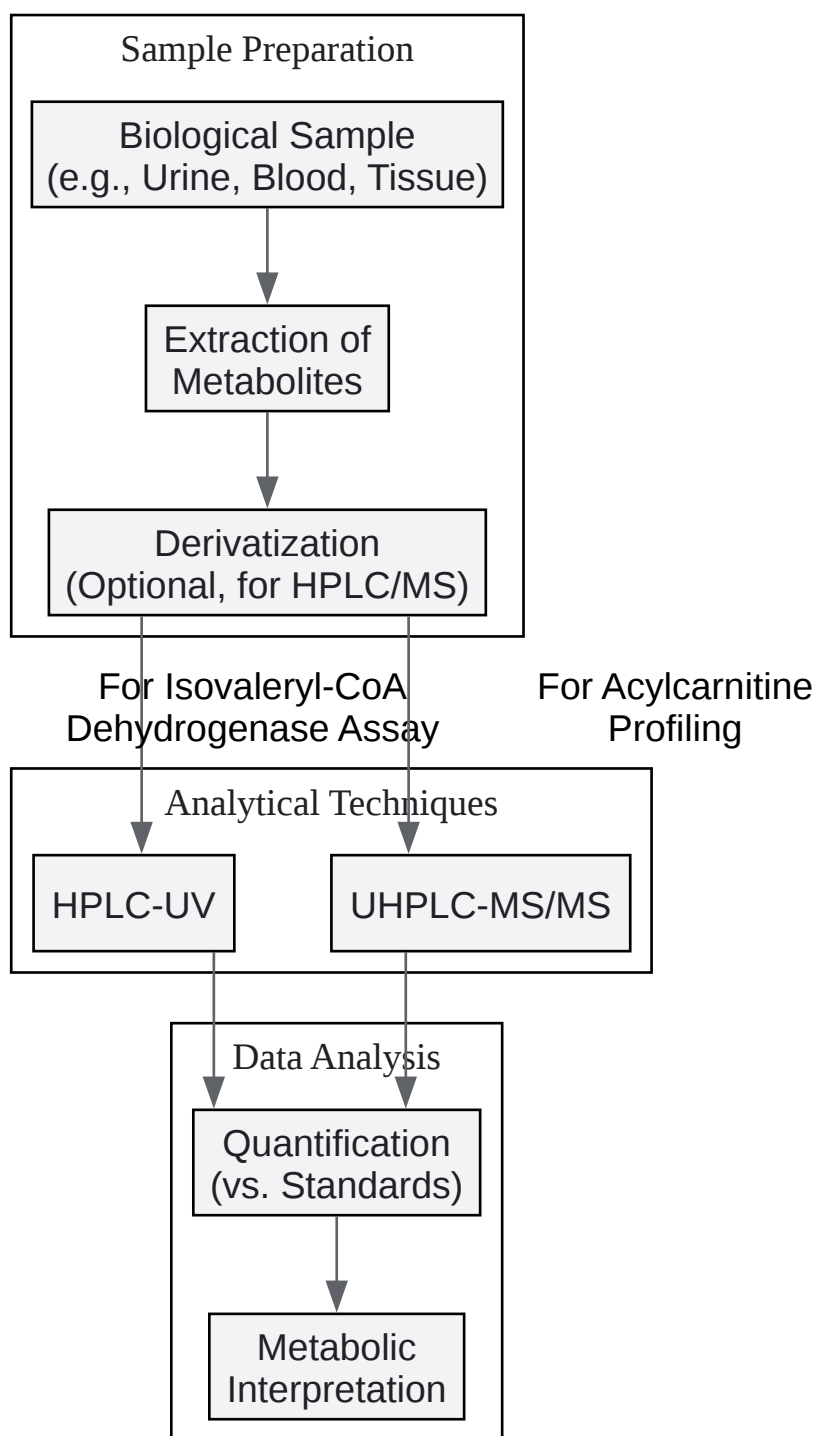 Sample Preparation
Biological Sample
(e.g., Urine, Blood, Tissue)
Extraction of
Metabolites
Derivatization
(Optional, for HPLC/MS)
For Isovaleryl-CoA
Dehydrogenase Assay
For Acylcarnitine
Profiling
Analytical Techniques
HPLC-UV
UHPLC-MS/MS
Data Analysis
Quantification
(vs. Standards)
Metabolic
Interpretation